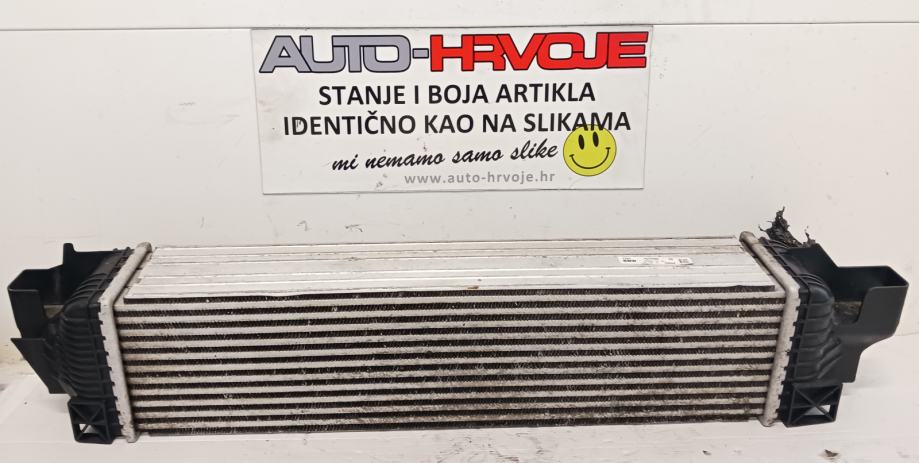 AUTO-HRVOJE
STANJE I BOJA ARTIKLA
IDENTIČNO KAO NA SLIKAMA
mi nemamo samo slike
www.auto-hrvoje.hr